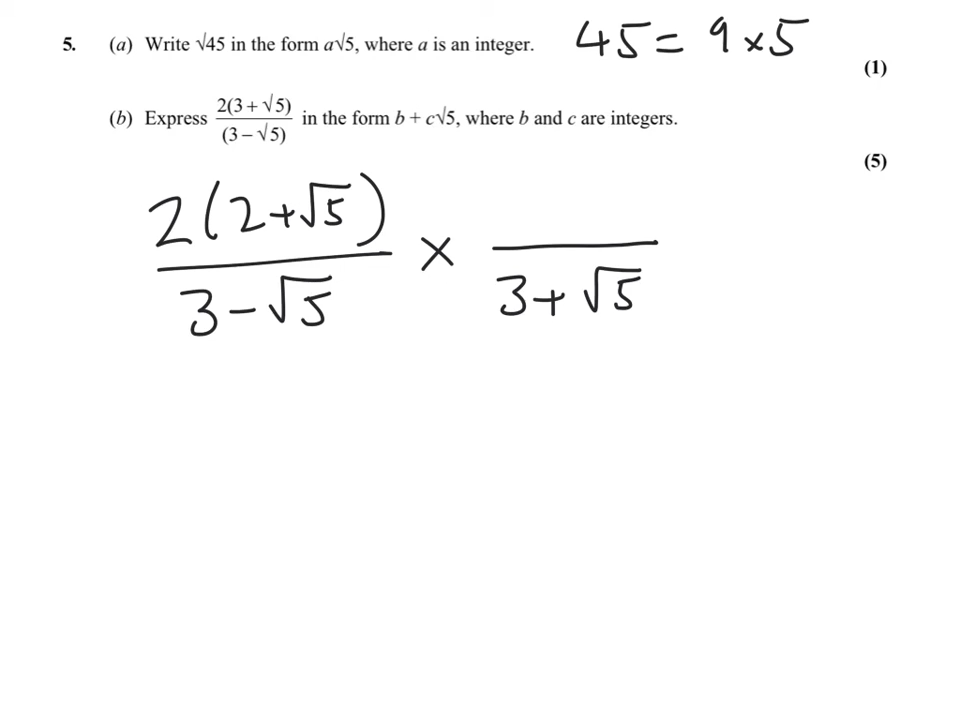 5. (a) Write √45 in the form a√5, where a is an integer. 45 = 9 × 5
(1)
(b) Express 2(3 + √5)/(3 – √5) in the form b + c√5, where b and c are integers.
(5)
2(2+√5)/3-√5 × /3+√5